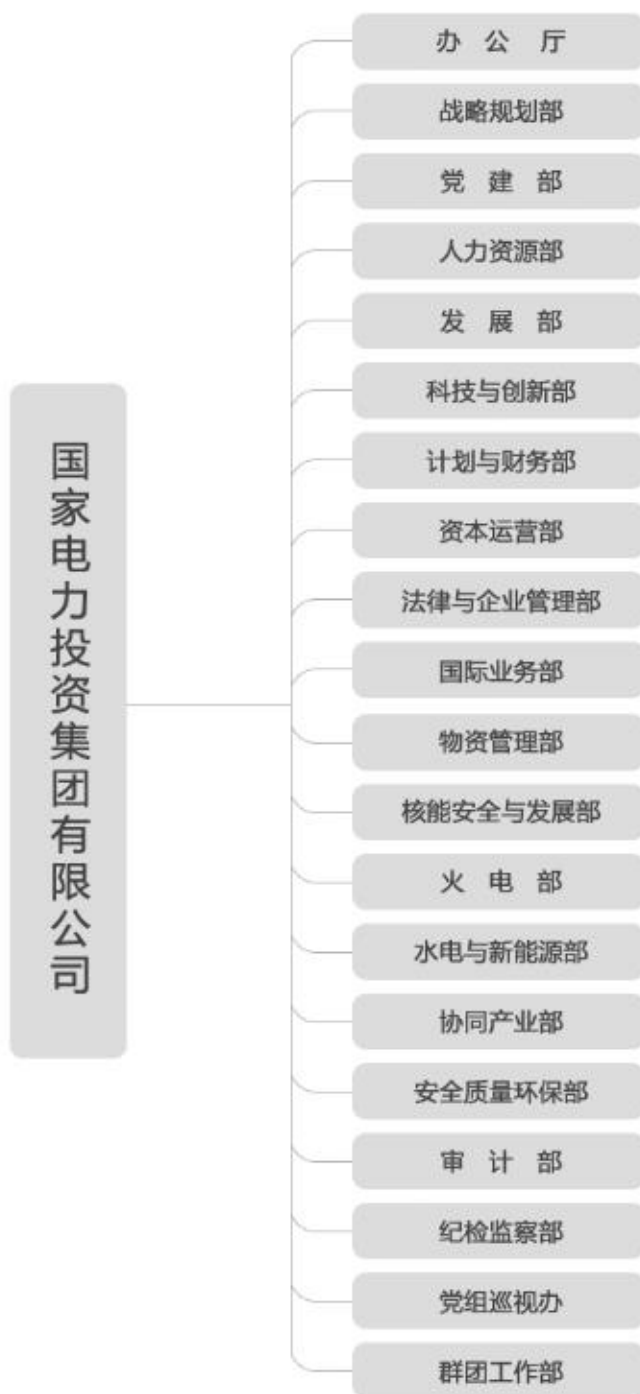 国家电力投资集团有限公司
办公厅
战略规划部
党建部
人力资源部
发展部
科技与创新部
计划与财务部
资本运营部
法律与企业管理部
国际业务部
物资管理部
核能安全与发展部
火电部
水电与新能源部
协同产业部
安全质量环保部
审计部
纪检监察部
党组巡视办
群团工作部